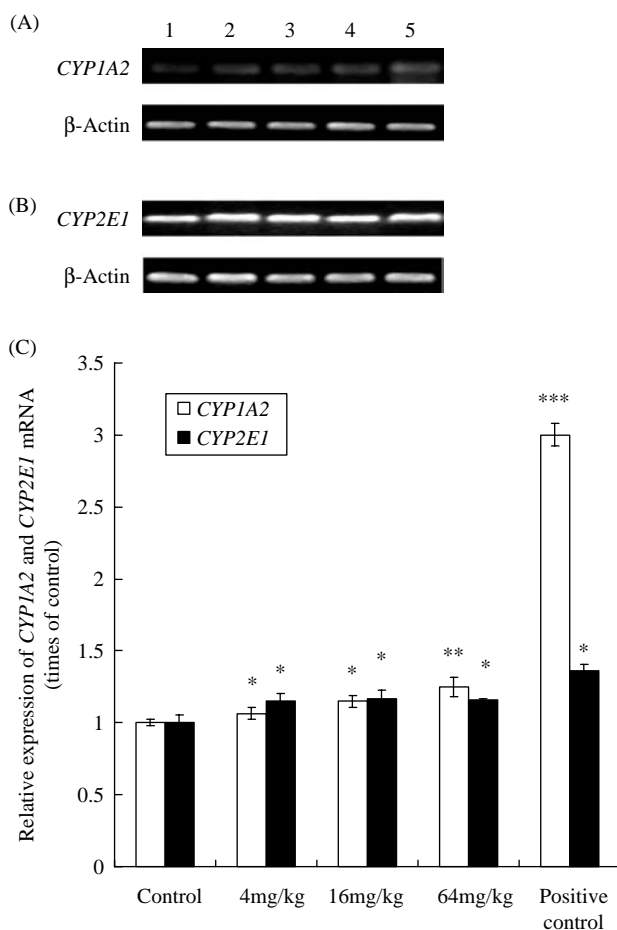 (A)
1 2 3 4 5
CYP1A2
β-Actin
(B)
CYP2E1
β-Actin
(C)
Relative expression of CYP1A2 and CYP2E1 mRNA
(times of control)
3.5
3
2.5
2
1.5
1
0.5
0
CYP1A2
CYP2E1
* * * * ** * *** *
Control 4mg/kg 16mg/kg 64mg/kg Positive
control